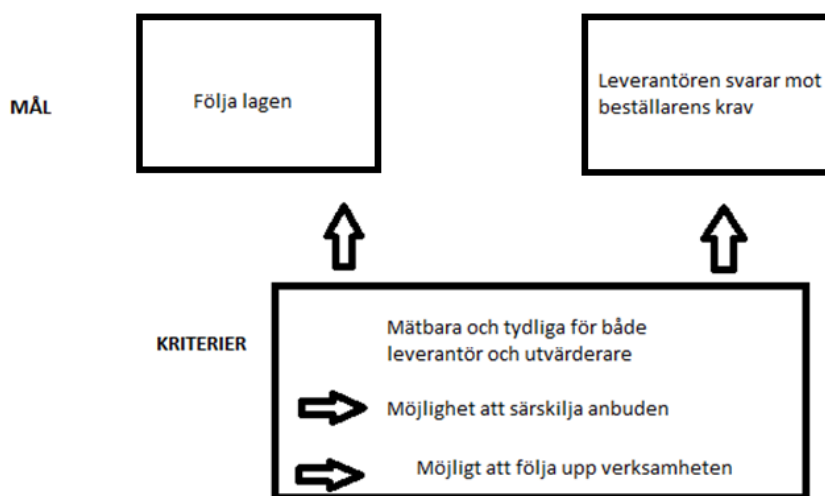 MÅL
Följa lagen
Leverantören svarar mot
beställarens krav
KRITERIER
Mätbara och tydliga för både
leverantör och utvärderare
Möjlighet att särskilja anbuden
Möjligt att följa upp verksamheten